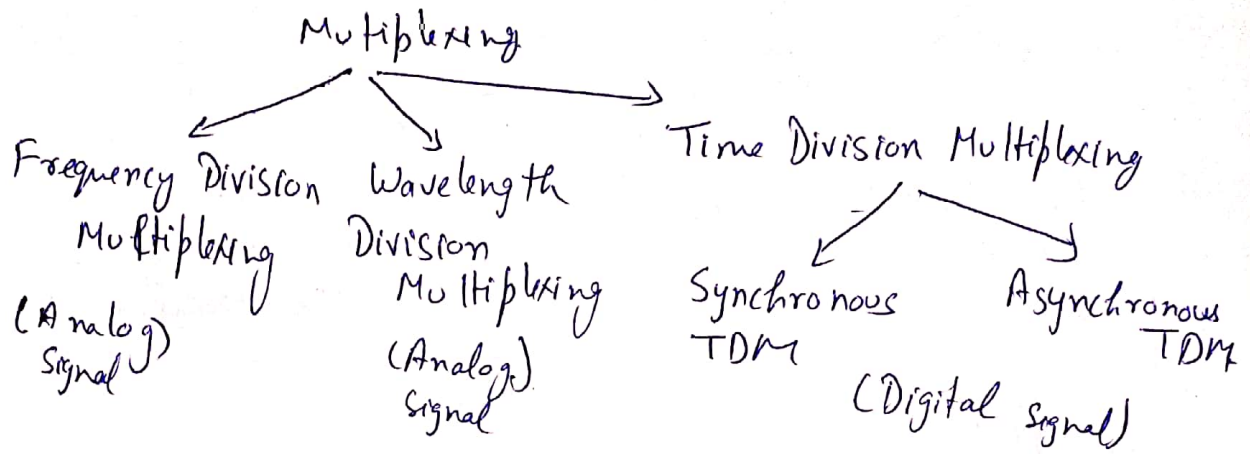 Mutiplexing
Frequency Division
Multiplexing
(Analog)
Signal
Wavelength
Division
Multiplexing
(Analog)
Signal
Time Division Multiplexing
Synchronous
TDM
Asynchronous
TDM
(Digital Signal)